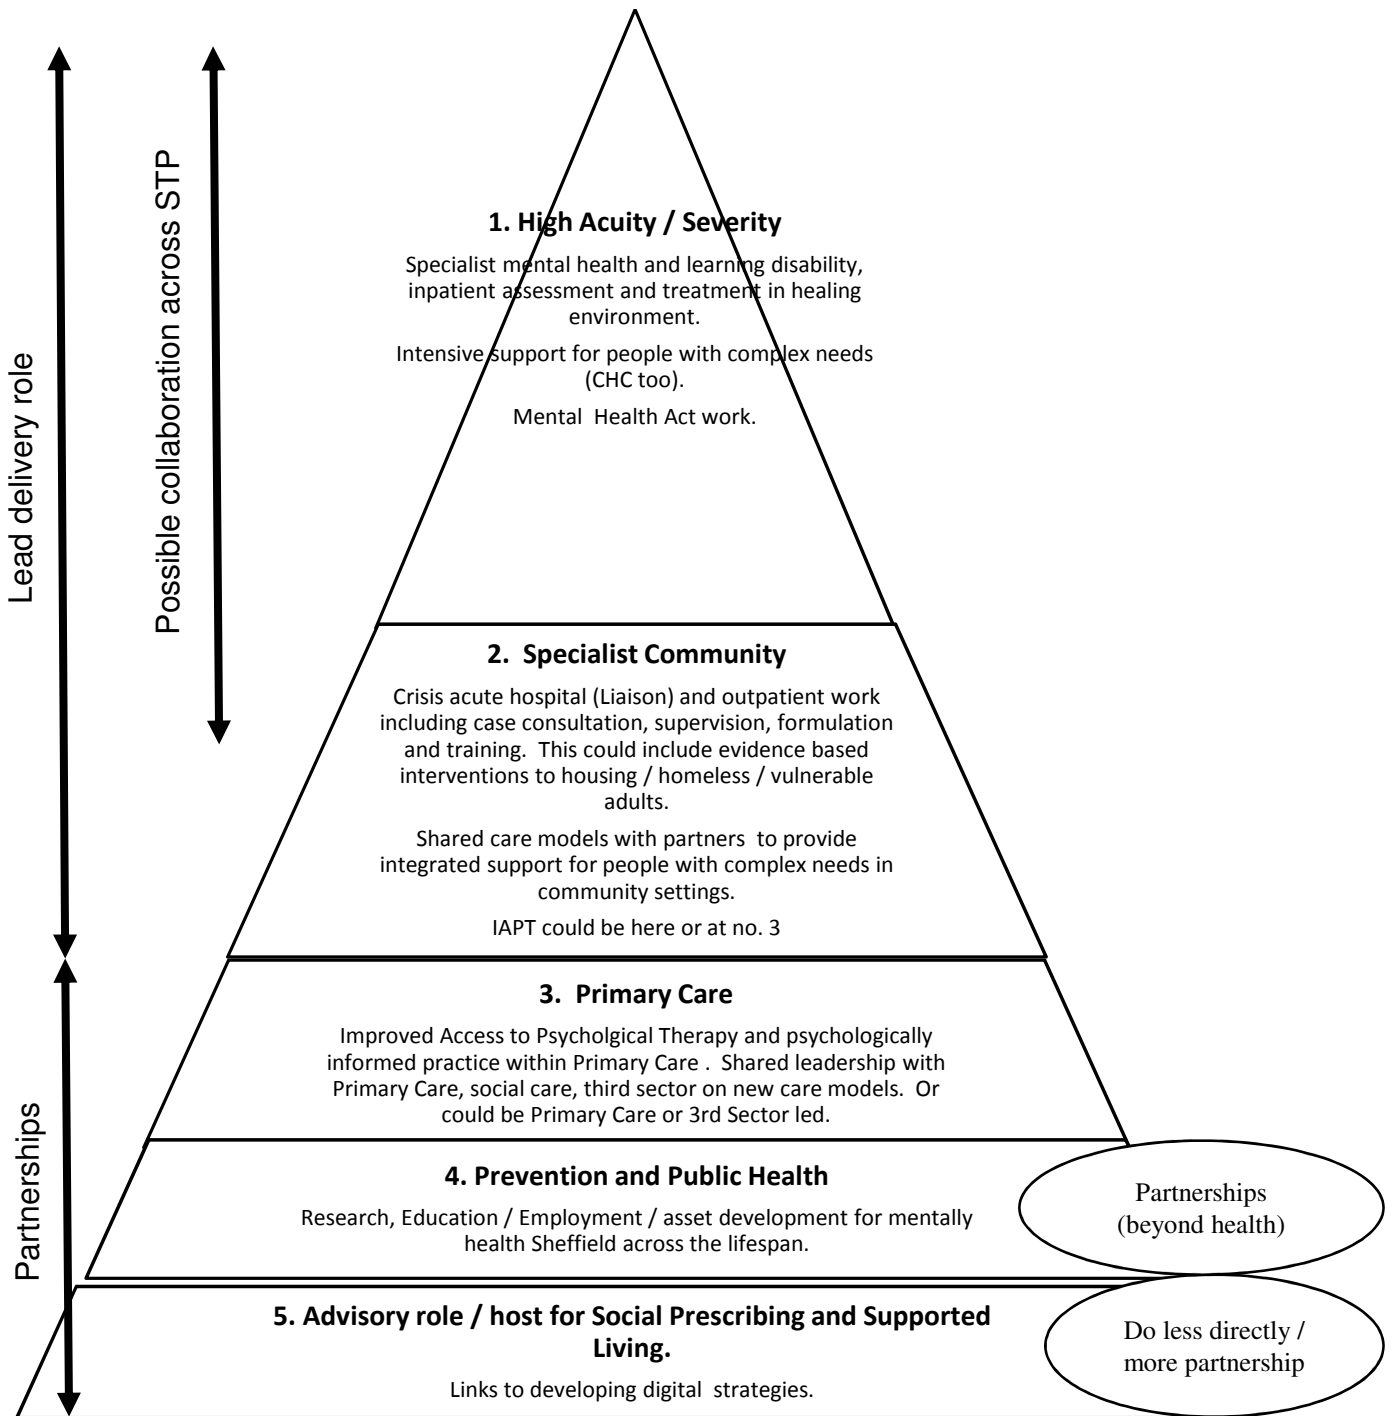 Lead delivery role
Possible collaboration across STP
1. High Acuity / Severity
Specialist mental health and learning disability,
inpatient assessment and treatment in healing
environment.
Intensive support for people with complex needs
(CHC too).
Mental  Health Act work.
2.  Specialist Community
Crisis acute hospital (Liaison) and outpatient work
including case consultation, supervision, formulation
and training.  This could include evidence based
interventions to housing / homeless / vulnerable
adults.
Shared care models with partners  to provide
integrated support for people with complex needs in
community settings.
IAPT could be here or at no. 3
Partnerships
3.  Primary Care
Improved Access to Psycholgical Therapy and psychologically
informed practice within Primary Care .  Shared leadership with
Primary Care, social care, third sector on new care models.  Or
could be Primary Care or 3rd Sector led.
4. Prevention and Public Health
Research, Education / Employment / asset development for mentally
health Sheffield across the lifespan.
Partnerships
(beyond health)
5. Advisory role / host for Social Prescribing and Supported
Living.
Links to developing digital  strategies.
Do less directly /
more partnership